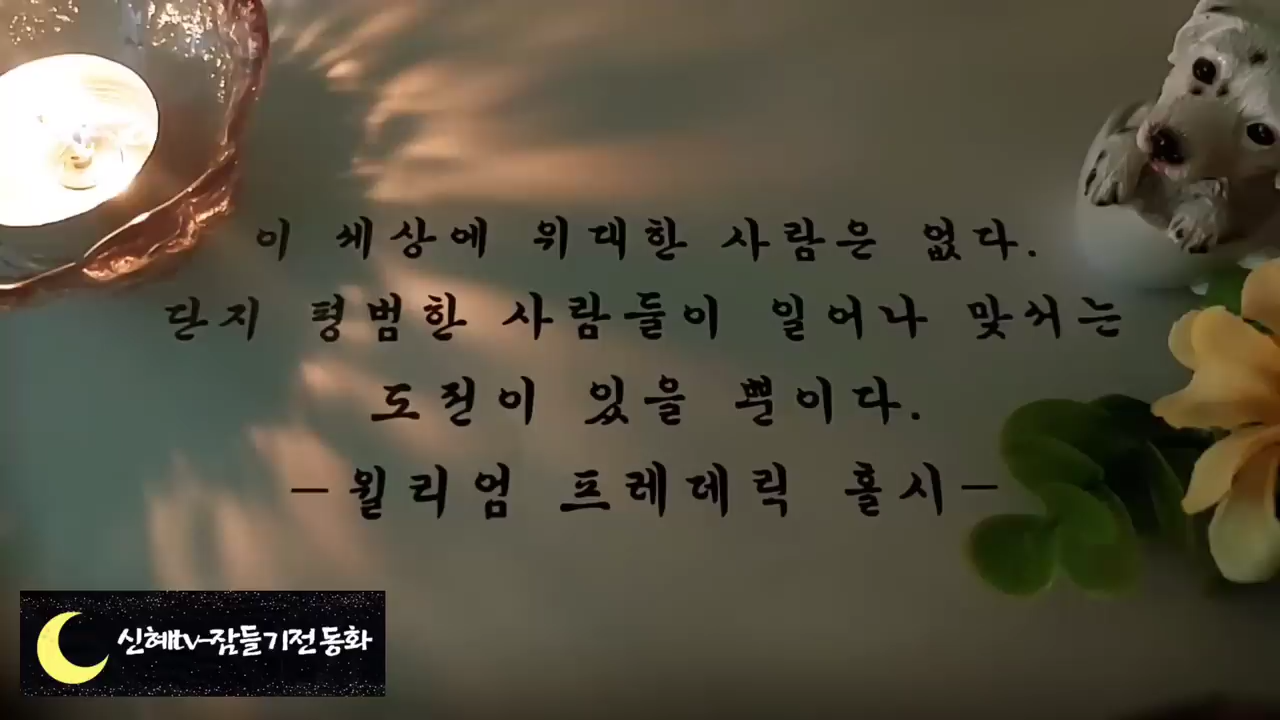 이 세상에 위대한 사람은 없다.
단지 평범한 사람들이 일어나 맞서는
도전이 있을 뿐이다.
-윌리엄 프레데릭 홀시-
신혜tv-잠들기전동화